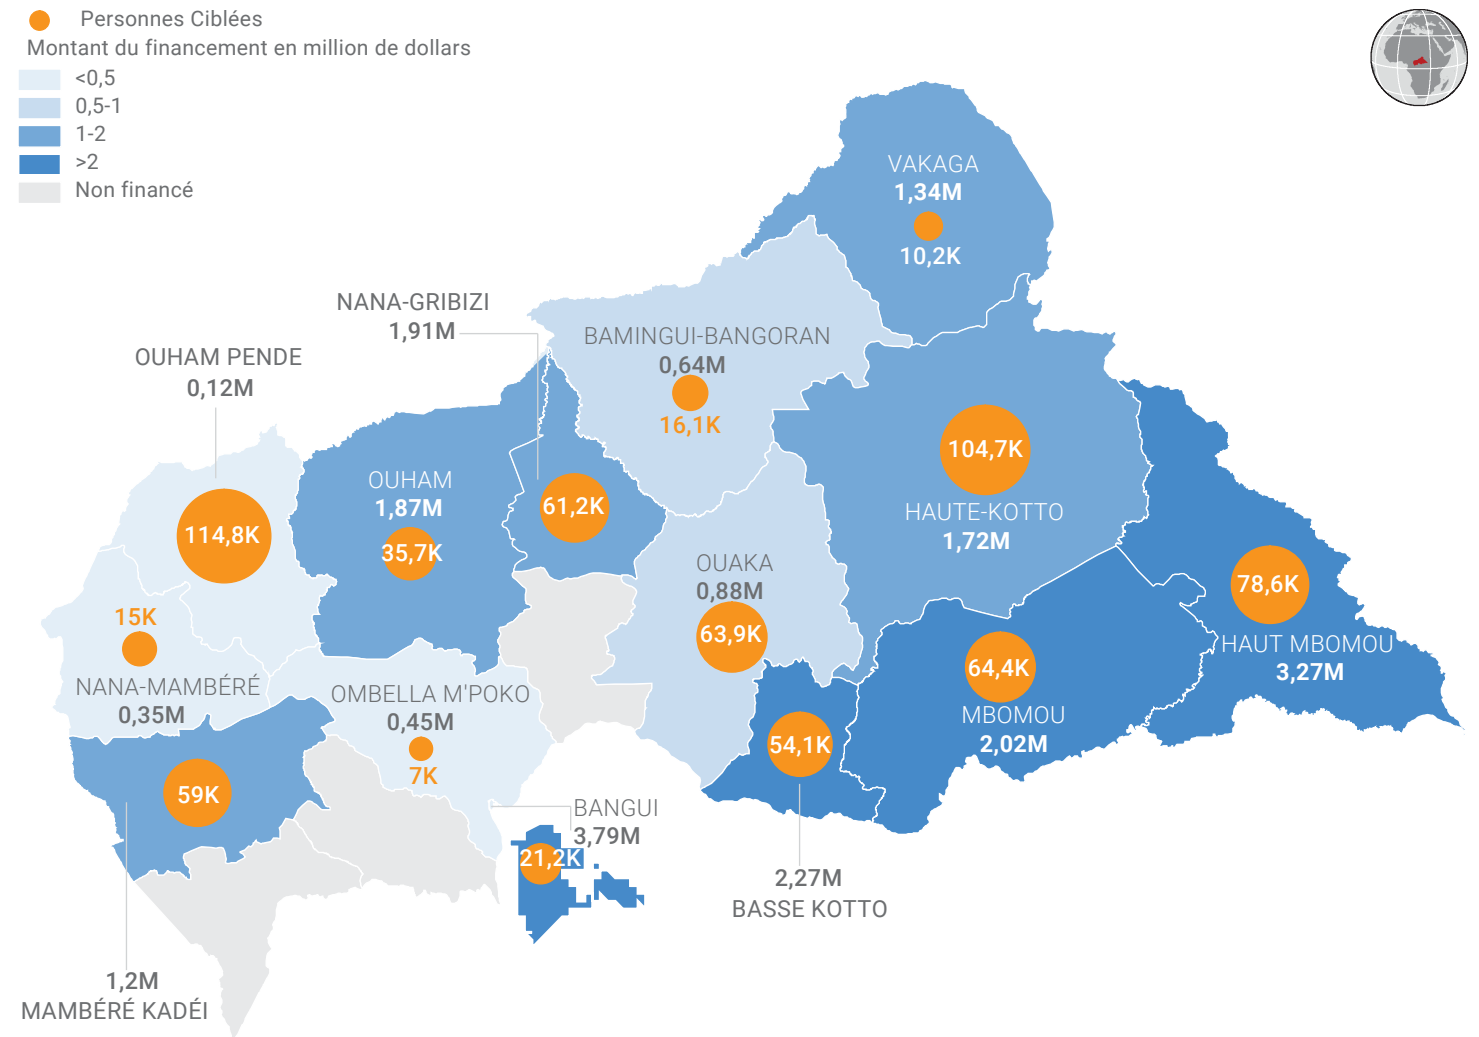 Personnes Ciblées
Montant du financement en million de dollars
<0,5
0,5-1
1-2
>2
Non financé
VAKAGA
1,34M
10,2K
NANA-GRIBIZI
1,91M
61,2K
BAMINGUI-BANGORAN
0,64M
16,1K
OUHAM PENDE
0,12M
114,8K
OUHAM
1,87M
35,7K
104,7K
HAUTE-KOTTO
1,72M
OUAKA
0,88M
63,9K
78,6K
HAUT MBOMOU
3,27M
15K
NANA-MAMBÉRÉ
0,35M
OMBELLA M'POKO
0,45M
7K
64,4K
MBOMOU
2,02M
54,1K
2,27M
BASSE KOTTO
59K
1,2M
MAMBÉRÉ KADÉI
BANGUI
3,79M
21,2K